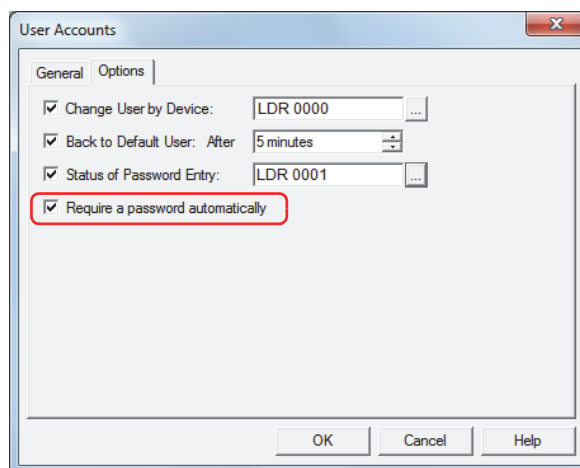 User Accounts
General Options
Change User by Device: LDR 0000 ...
Back to Default User: After 5 minutes
Status of Password Entry: LDR 0001 ...
Require a password automatically
OK Cancel Help